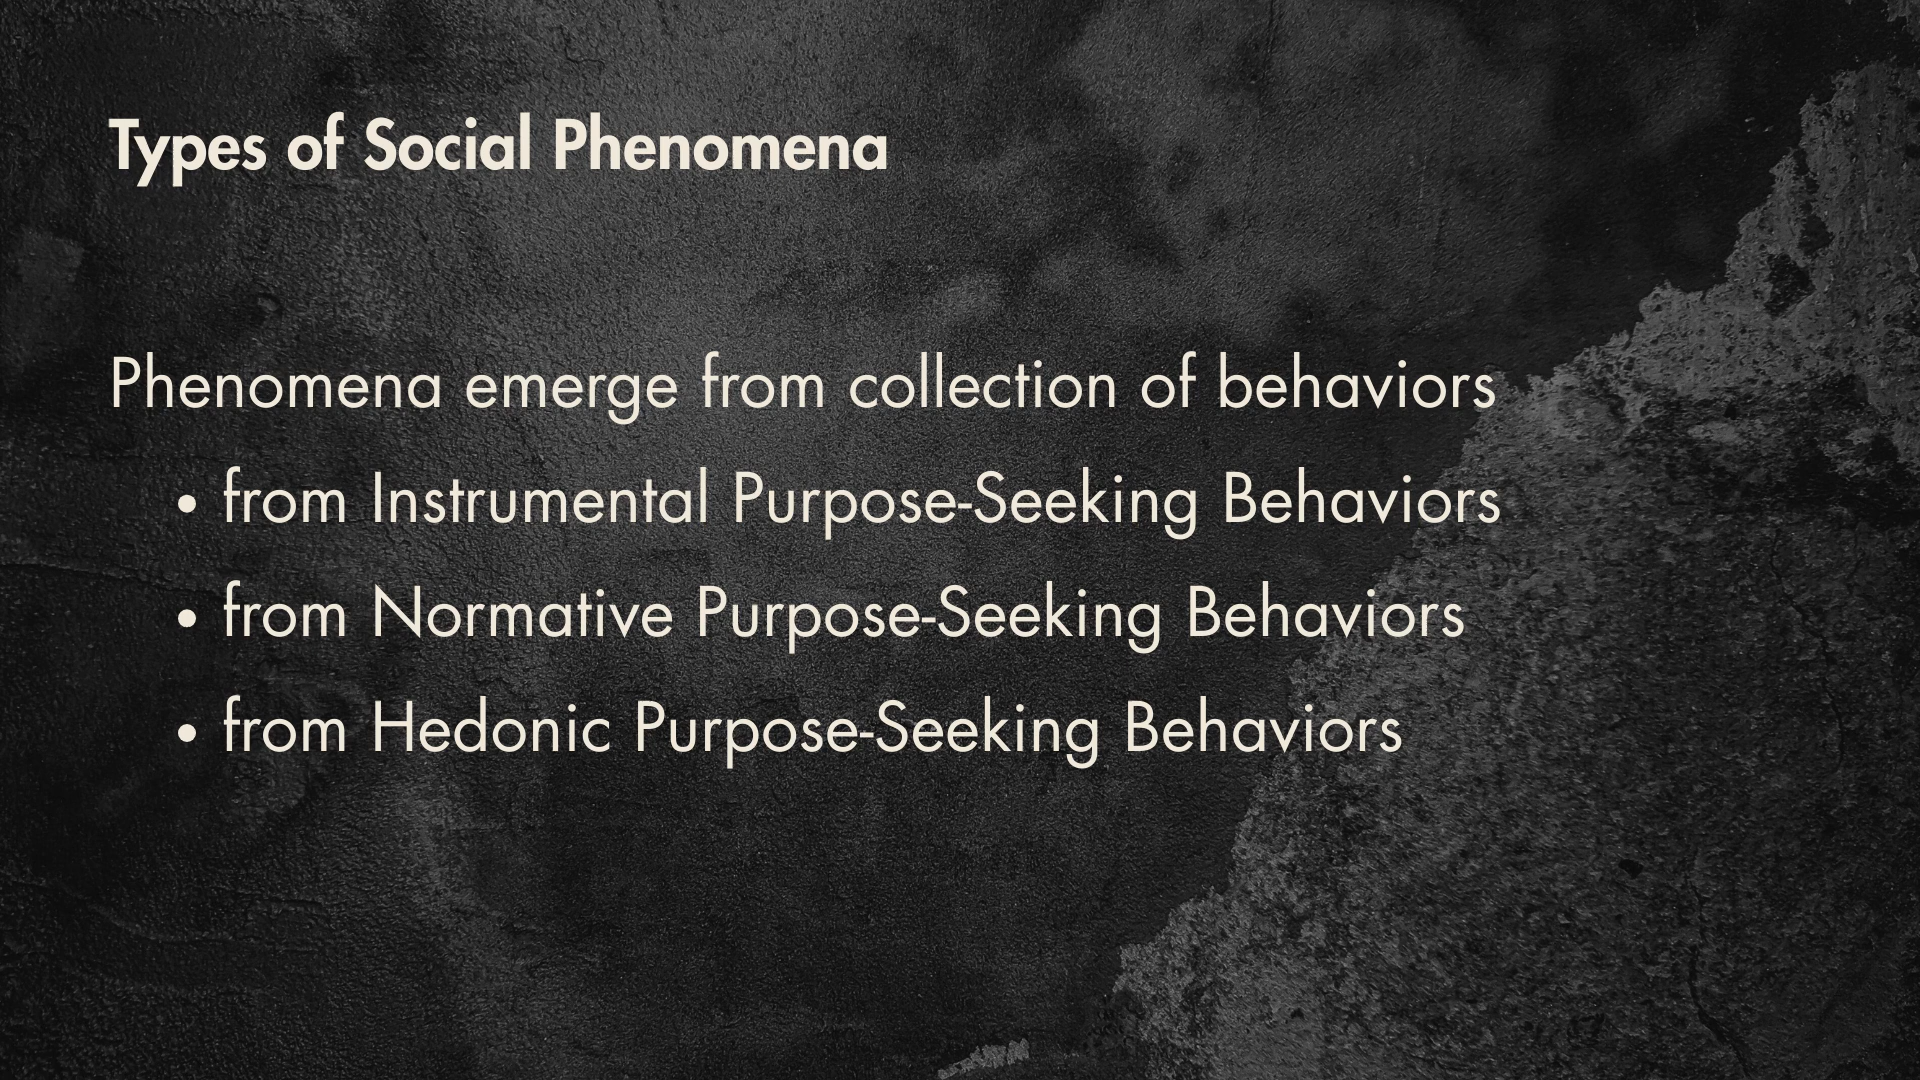 Types of Social Phenomena
Phenomena emerge from collection of behaviors
• from Instrumental Purpose-Seeking Behaviors
• from Normative Purpose-Seeking Behaviors
• from Hedonic Purpose-Seeking Behaviors